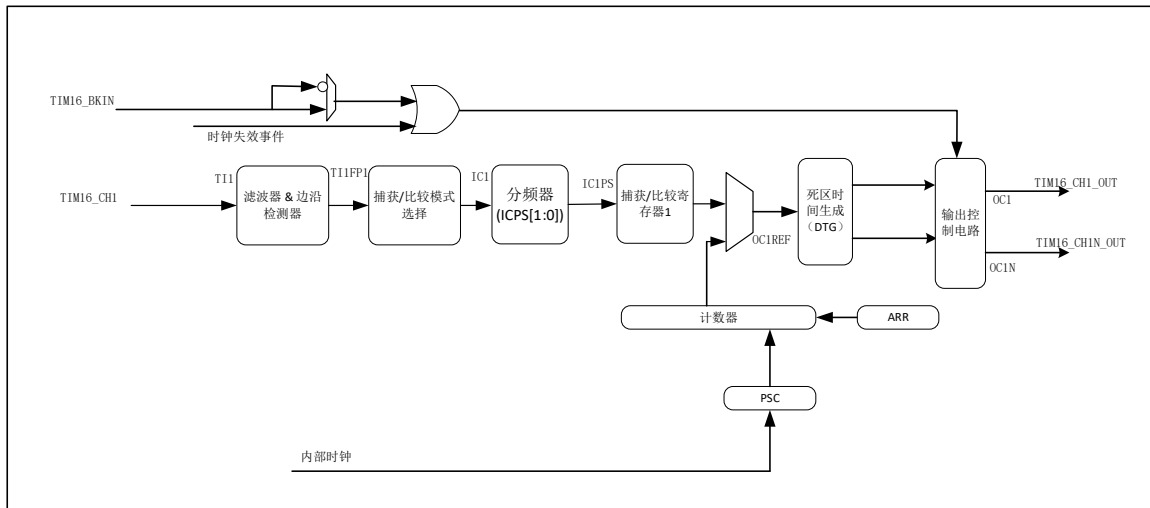 TIM16_BKIN
时钟失效事件
TIM16_CH1
TI1
滤波器 & 边沿
检测器
TI1FP1
捕获/比较模式
选择
IC1
分频器
(ICPS[1:0])
IC1PS
捕获/比较寄
存器1
OC1REF
死区时
间生成
（DTG）
输出控
制电路
OC1
TIM16_CH1_OUT
OC1N
TIM16_CH1N_OUT
计数器
ARR
PSC
内部时钟